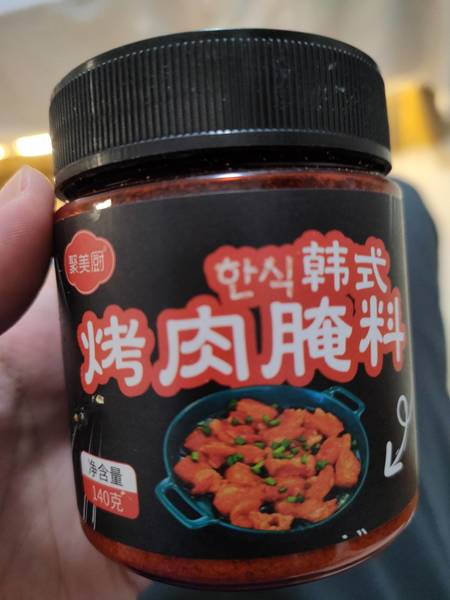 聚美厨
한식 韩式
烤肉腌料
净含量
140克